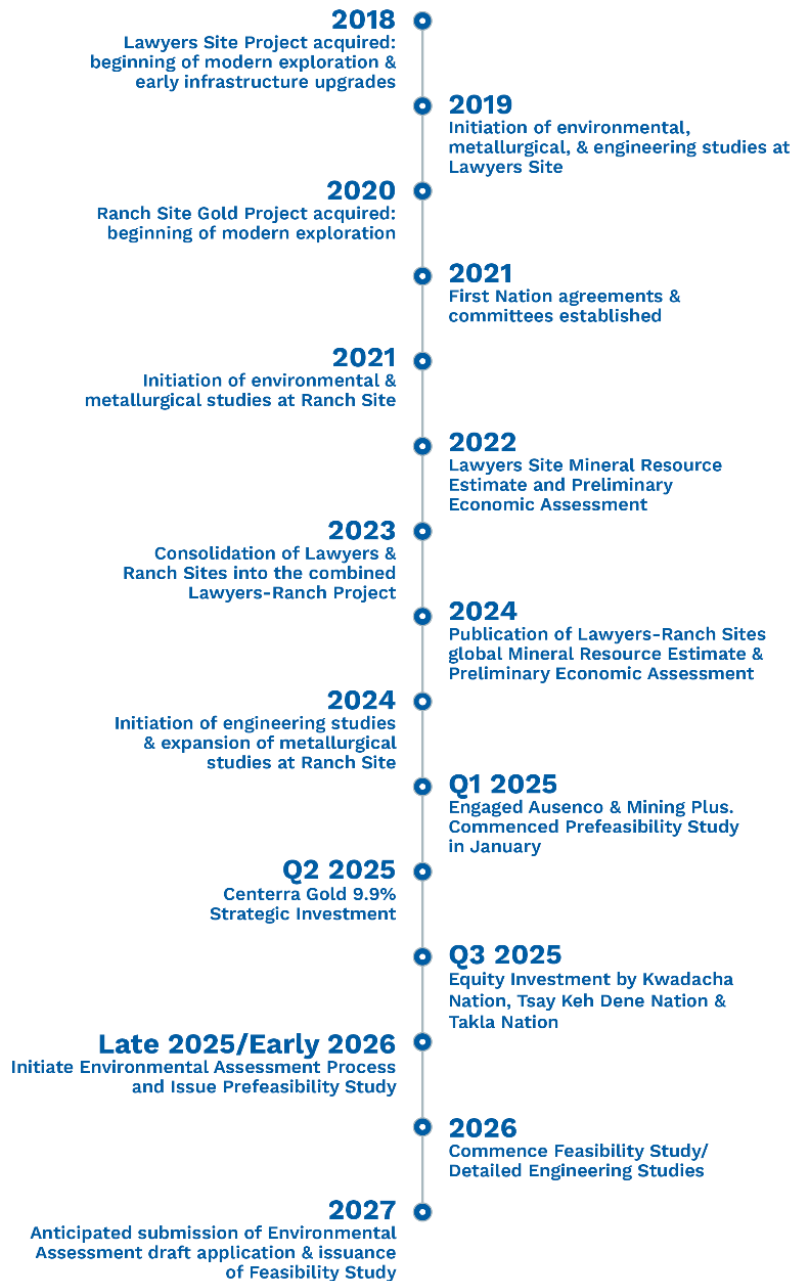 2018
Lawyers Site Project acquired:
beginning of modern exploration &
early infrastructure upgrades
2019
Initiation of environmental,
metallurgical, & engineering studies at
Lawyers Site
2020
Ranch Site Gold Project acquired:
beginning of modern exploration
2021
First Nation agreements &
committees established
2021
Initiation of environmental &
metallurgical studies at Ranch Site
2022
Lawyers Site Mineral Resource
Estimate and Preliminary
Economic Assessment
2023
Consolidation of Lawyers &
Ranch Sites into the combined
Lawyers-Ranch Project
2024
Publication of Lawyers-Ranch Sites
global Mineral Resource Estimate &
Preliminary Economic Assessment
2024
Initiation of engineering studies
& expansion of metallurgical
studies at Ranch Site
Q1 2025
Engaged Ausenco & Mining Plus.
Commenced Prefeasibility Study
in January
Q2 2025
Centerra Gold 9.9%
Strategic Investment
Q3 2025
Equity Investment by Kwadacha
Nation, Tsay Keh Dene Nation &
Takla Nation
Late 2025/Early 2026
Initiate Environmental Assessment Process
and Issue Prefeasibility Study
2026
Commence Feasibility Study/
Detailed Engineering Studies
2027
Anticipated submission of Environmental
Assessment draft application & issuance
of Feasibility Study